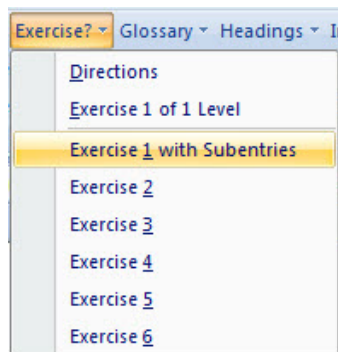 Exercise? Glossary Headings
Directions
Exercise 1 of 1 Level
Exercise 1 with Subentries
Exercise 2
Exercise 3
Exercise 4
Exercise 5
Exercise 6